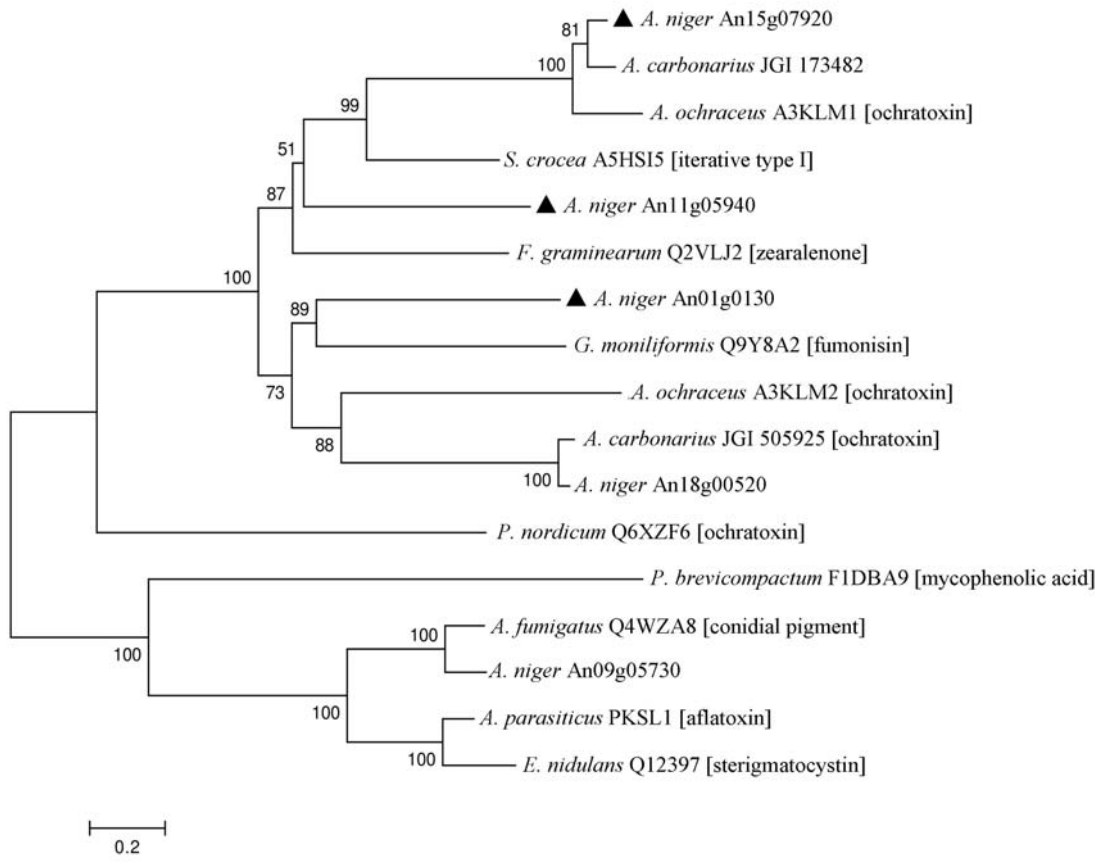 81
▲ A. niger An15g07920
100
A. carbonarius JGI 173482
99
A. ochraceus A3KLM1 [ochratoxin]
51
S. crocea A5HSI5 [iterative type I]
87
▲ A. niger An11g05940
F. graminearum Q2VLJ2 [zearalenone]
100
▲ A. niger An01g0130
89
G. moniliformis Q9Y8A2 [fumonisin]
73
A. ochraceus A3KLM2 [ochratoxin]
88
A. carbonarius JGI 505925 [ochratoxin]
100
A. niger An18g00520
P. nordicum Q6XZF6 [ochratoxin]
P. brevicompactum F1DBA9 [mycophenolic acid]
100
A. fumigatus Q4WZA8 [conidial pigment]
100
A. niger An09g05730
100
A. parasiticus PKSL1 [aflatoxin]
100
E. nidulans Q12397 [sterigmatocystin]
0.2